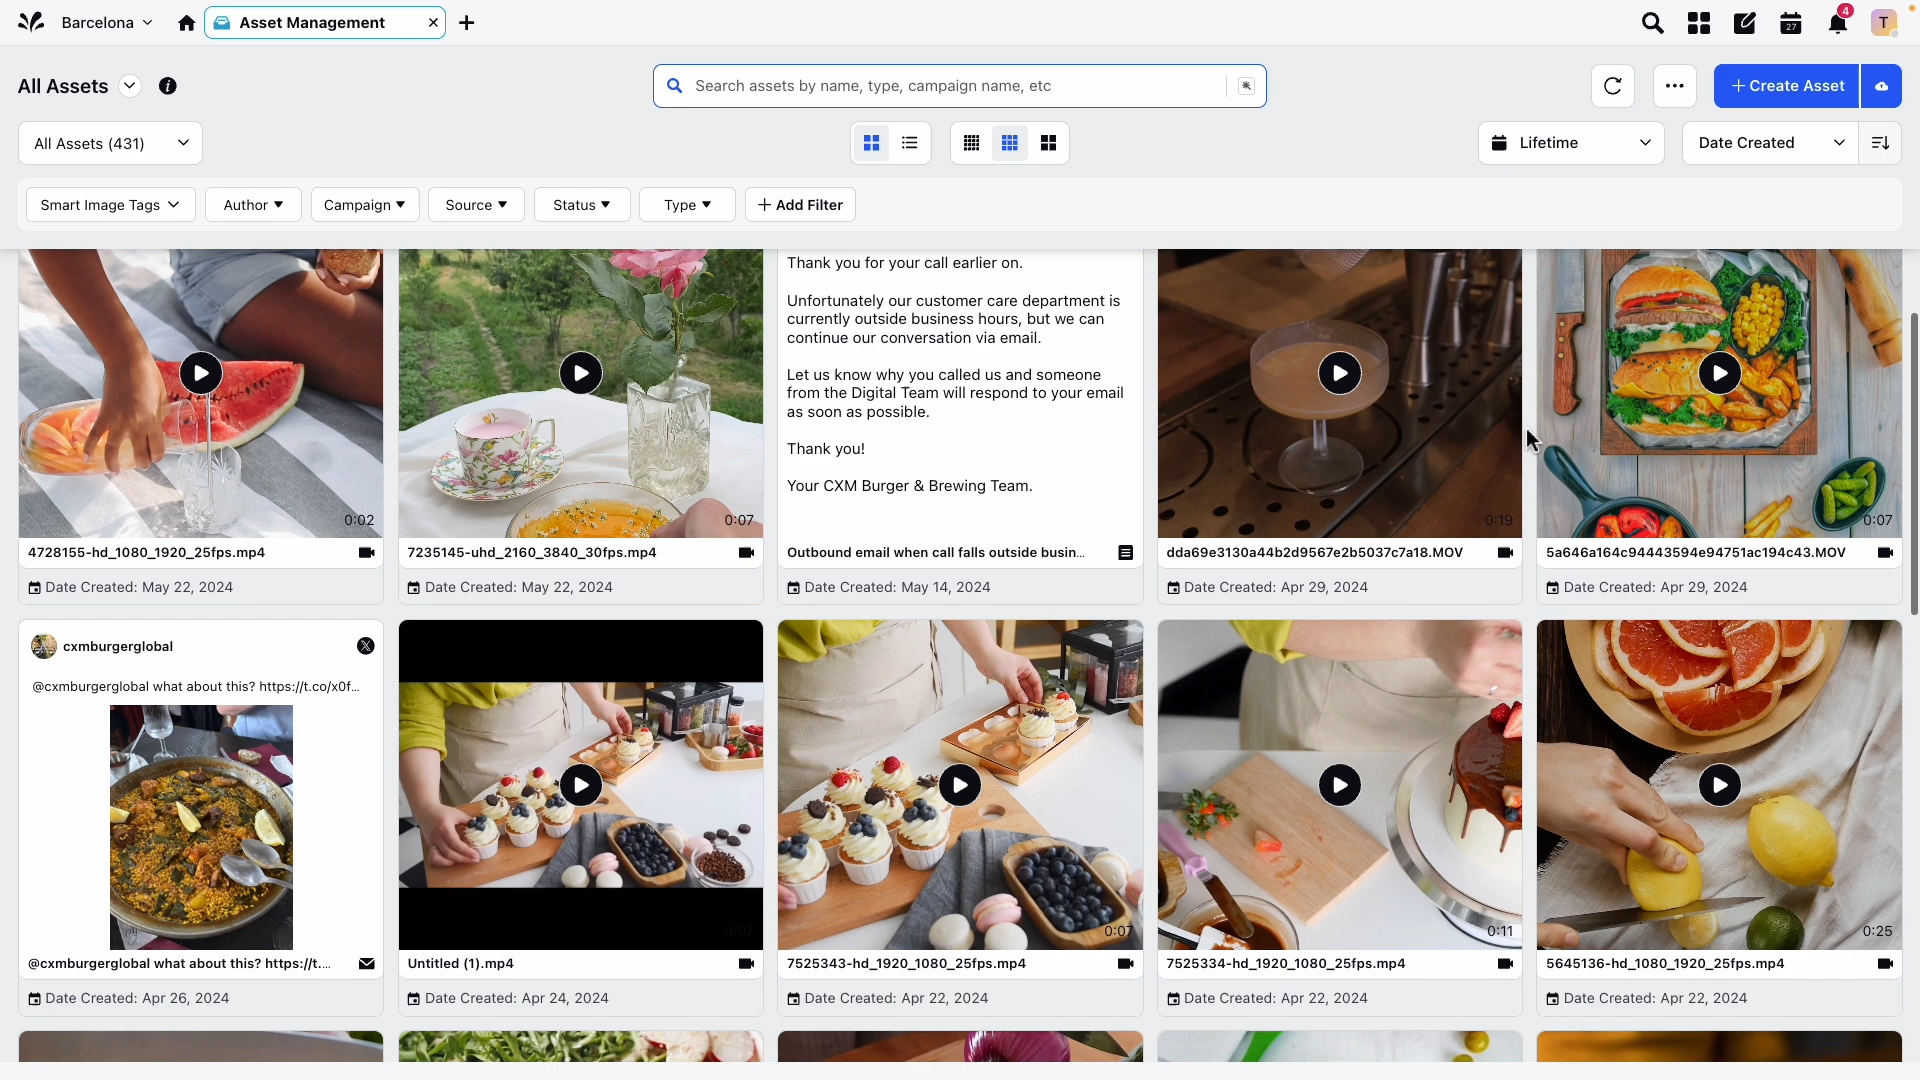 Barcelona
Asset Management
27
4
T
All Assets
Search assets by name, type, campaign name, etc
+ Create Asset
All Assets (431)
Lifetime
Date Created
Smart Image Tags
Author
Campaign
Source
Status
Type
+ Add Filter
0:02
4728155-hd_1080_1920_25fps.mp4
Date Created: May 22, 2024
0:07
7235145-uhd_2160_3840_30fps.mp4
Date Created: May 22, 2024
Thank you for your call earlier on.
Unfortunately our customer care department is
currently outside business hours, but we can
continue our conversation via email.
Let us know why you called us and someone
from the Digital Team will respond to your email
as soon as possible.
Thank you!
Your CXM Burger & Brewing Team.
Outbound email when call falls outside busin...
Date Created: May 14, 2024
0:19
dda69e3130a44b2d9567e2b5037c7a18.MOV
Date Created: Apr 29, 2024
0:07
5a646a164c94443594e94751ac194c43.MOV
Date Created: Apr 29, 2024
cxmburgerglobal
@cxmburgerglobal what about this? https://t.co/x0f...
@cxmburgerglobal what about this? https://t....
Date Created: Apr 26, 2024
0:07
Untitled (1).mp4
Date Created: Apr 24, 2024
0:07
7525343-hd_1920_1080_25fps.mp4
Date Created: Apr 22, 2024
0:11
7525334-hd_1920_1080_25fps.mp4
Date Created: Apr 22, 2024
0:25
5645136-hd_1080_1920_25fps.mp4
Date Created: Apr 22, 2024